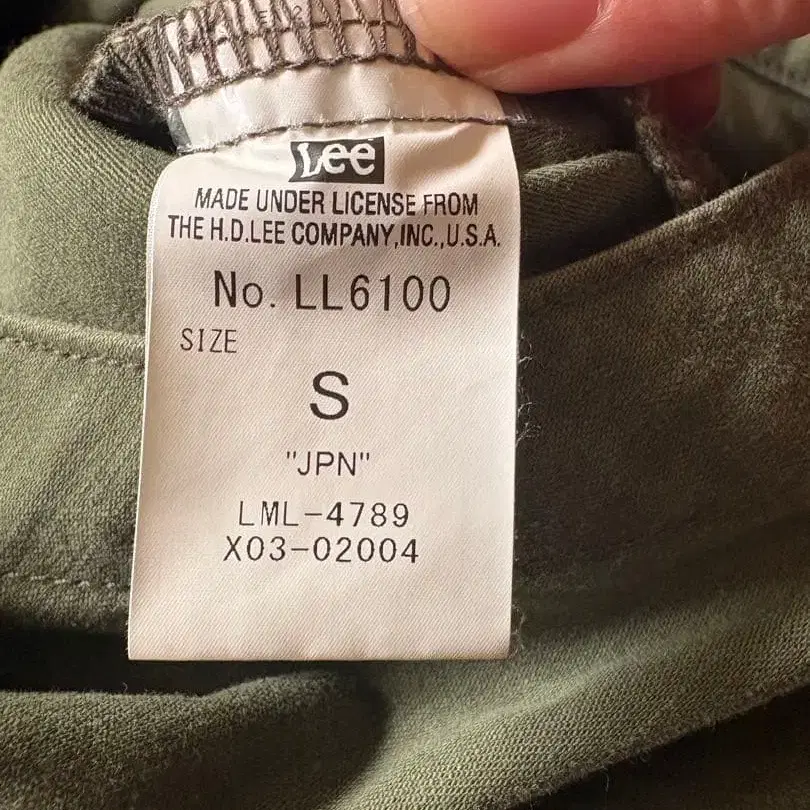 Lee
MADE UNDER LICENSE FROM
THE H.D.LEE COMPANY,INC.,U.S.A.
No. LL6100
SIZE
S
"JPN"
LML-4789
X03-02004